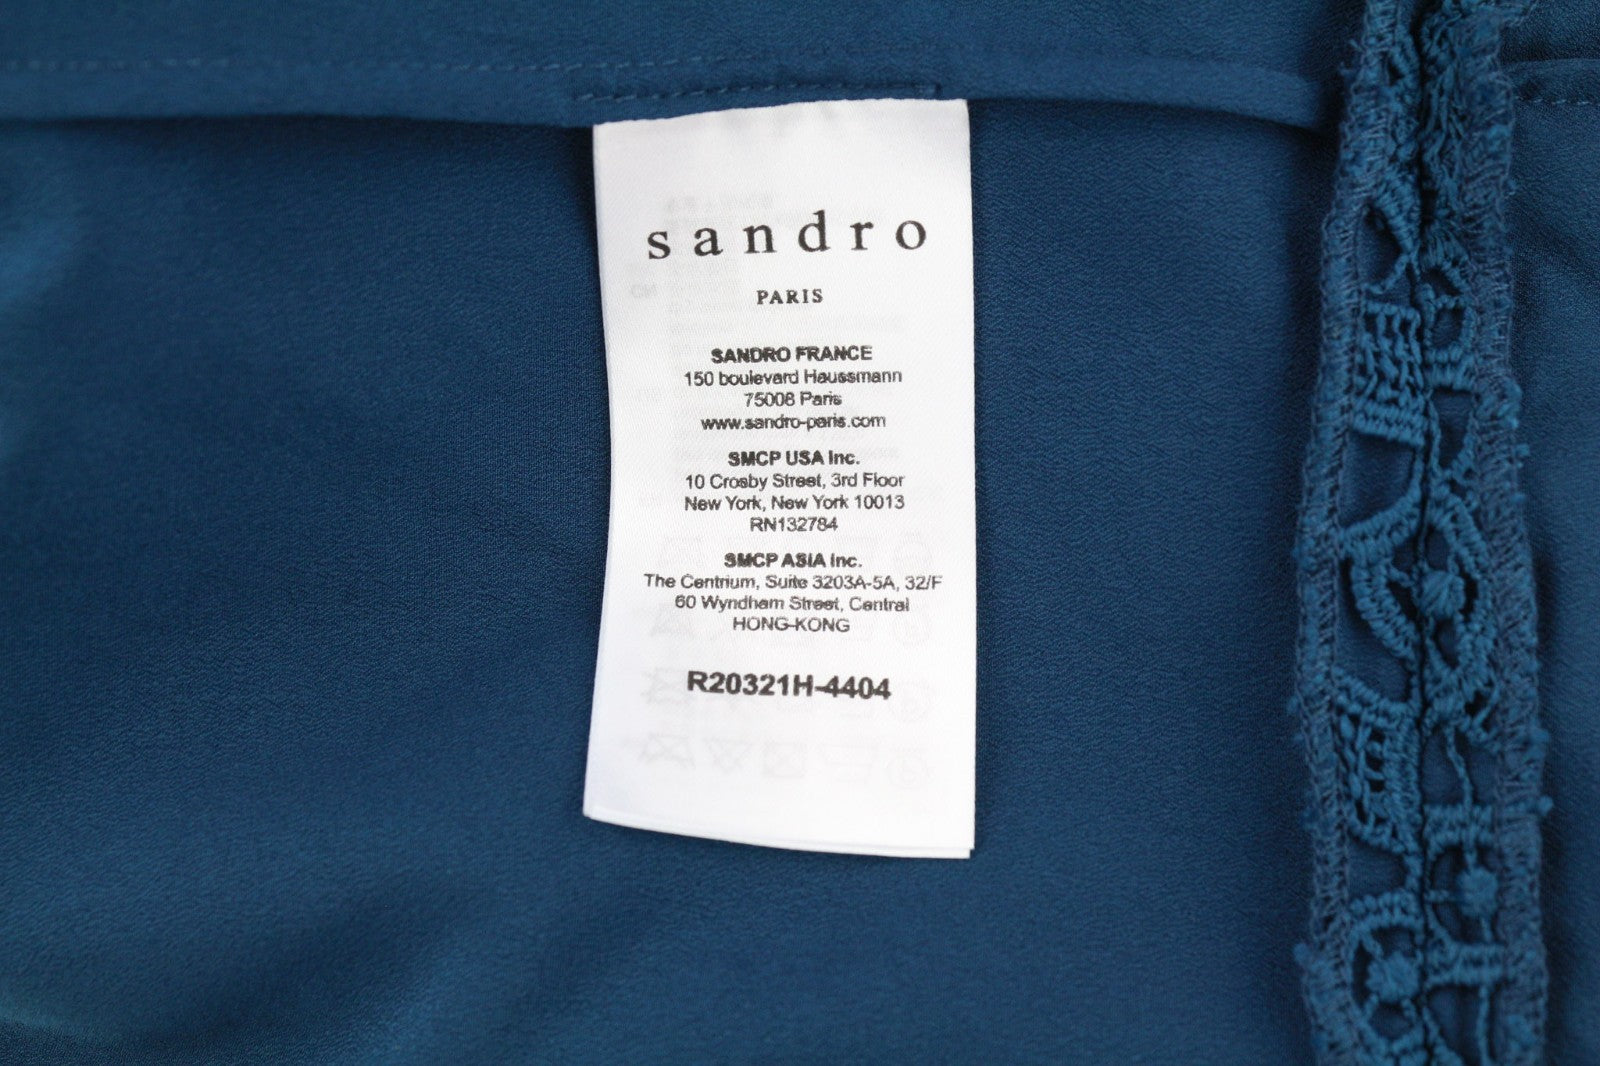 sandro
PARIS
SANDRO FRANCE
150 boulevard Haussmann
75008 Paris
www.sandro-paris.com
SMCP USA Inc.
10 Crosby Street, 3rd Floor
New York, New York 10013
RN132784
SMCP ASIA Inc.
The Centrium, Suite 3203A-5A, 32/F
60 Wyndham Street, Central
HONG-KONG
R20321H-4404